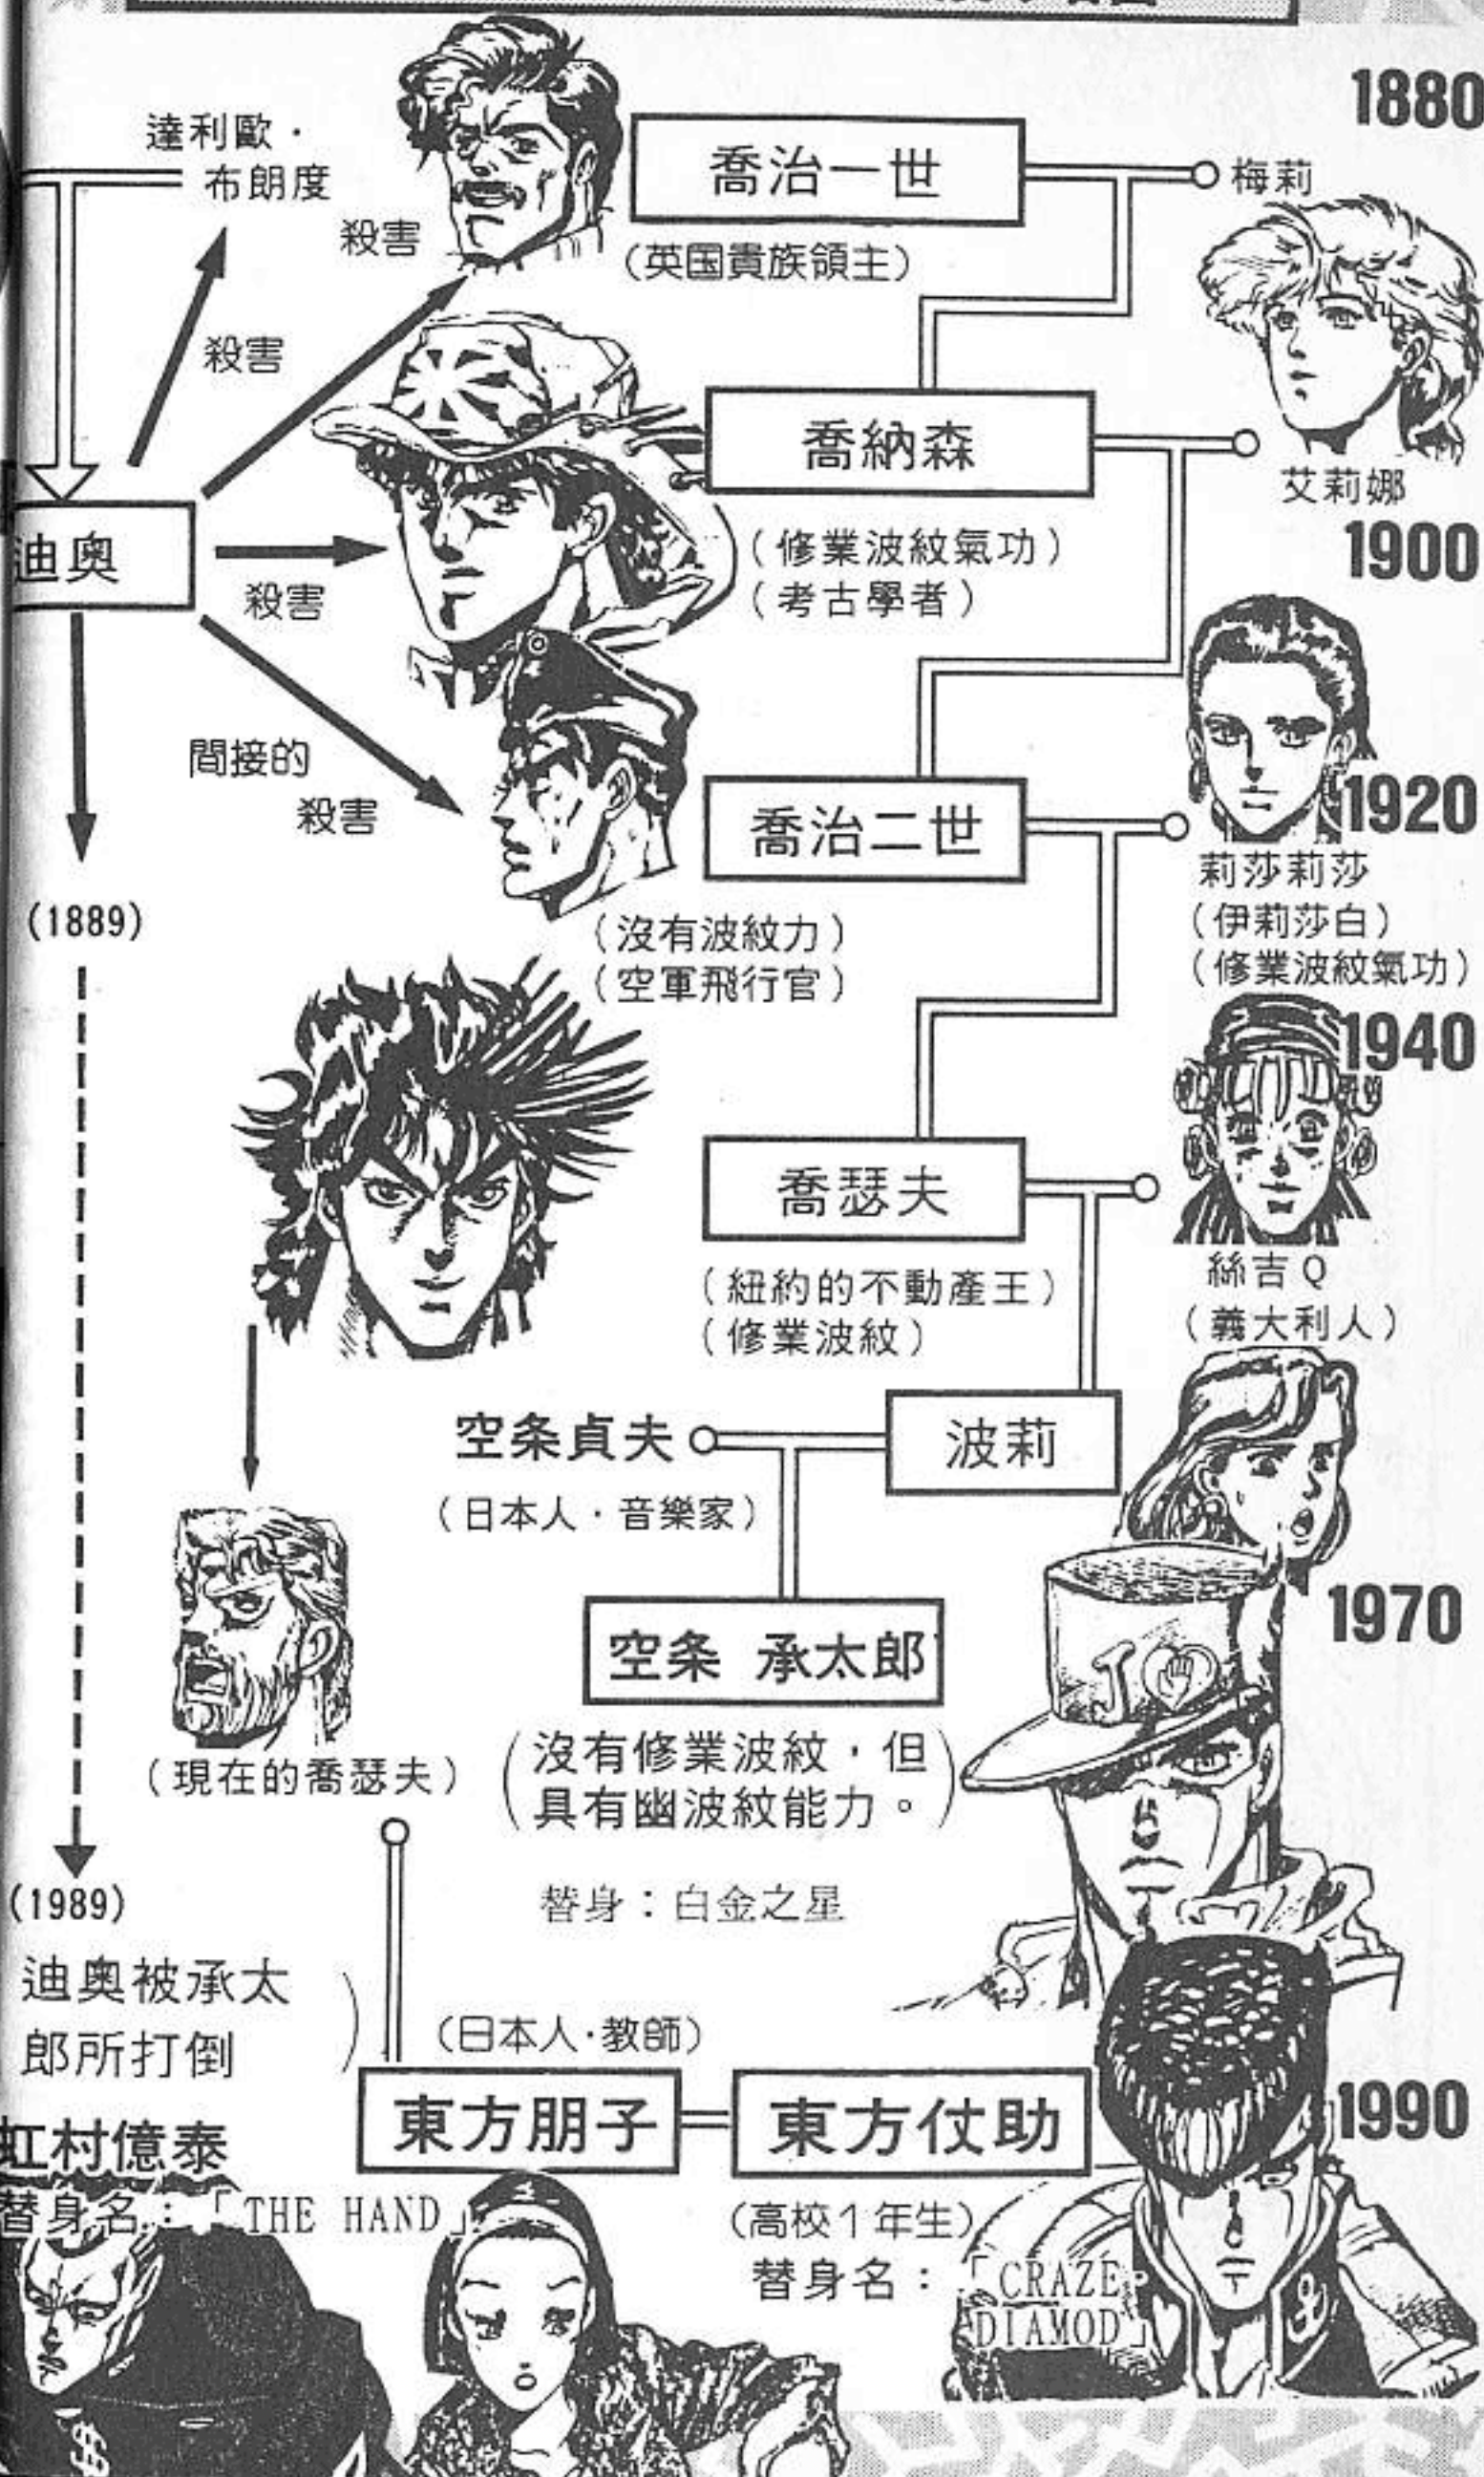 1880
達利歐·
布朗度
喬治一世
梅莉
殺害
(英国貴族領主)
殺害
喬納森
艾莉娜
迪奧
殺害
(修業波紋氣功)
(考古學者)
1900
間接的
殺害
喬治二世
1920
莉莎莉莎
(伊莉莎白)
(修業波紋氣功)
(1889)
(沒有波紋力)
(空軍飛行官)
1940
喬瑟夫
絲吉Q
(義大利人)
(紐約的不動產王)
(修業波紋)
空条貞夫
波莉
(日本人·音樂家)
1970
空条 承太郎
(現在的喬瑟夫)
(沒有修業波紋，但
具有幽波紋能力。)
替身：白金之星
(1989)
迪奧被承太
郎所打倒)
(日本人·教師)
東方朋子
東方仗助
1990
虹村億泰
替身名：「THE HAND」
(高校1年生)
替身名：「CRAZE·
DIAMOD」